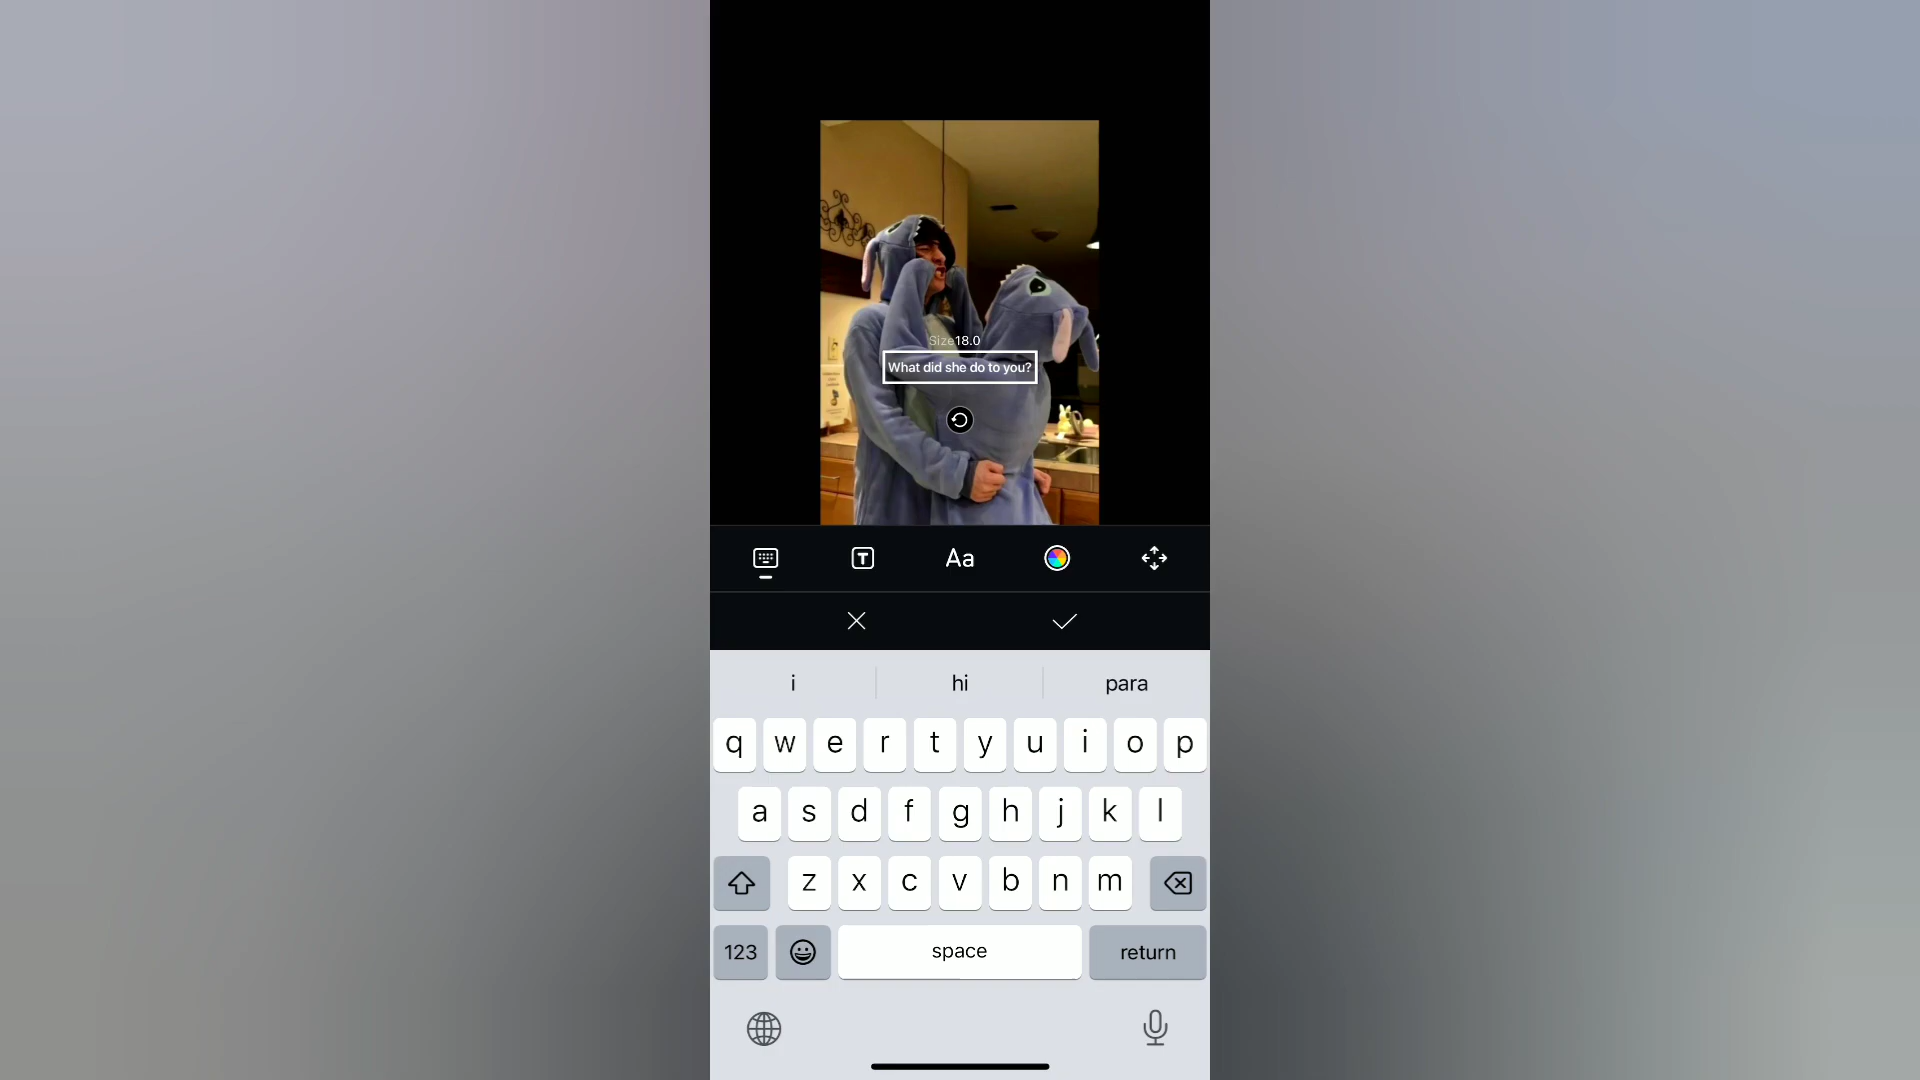 Size18.0
What did she do to you?
T
Aa
i hi para
q w e r t y u i o p
a s d f g h j k l
z x c v b n m
123 space return